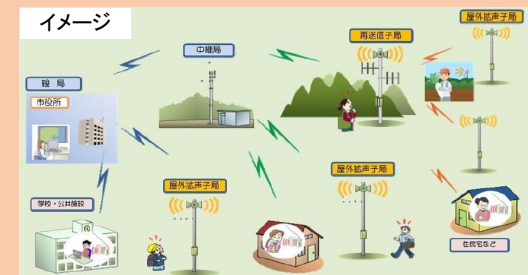 イメージ
屋外拡声子局
再送信子局
中継局
親 局
市役所
屋外拡声子局
屋外拡声子局
学校・公共施設
住民宅など